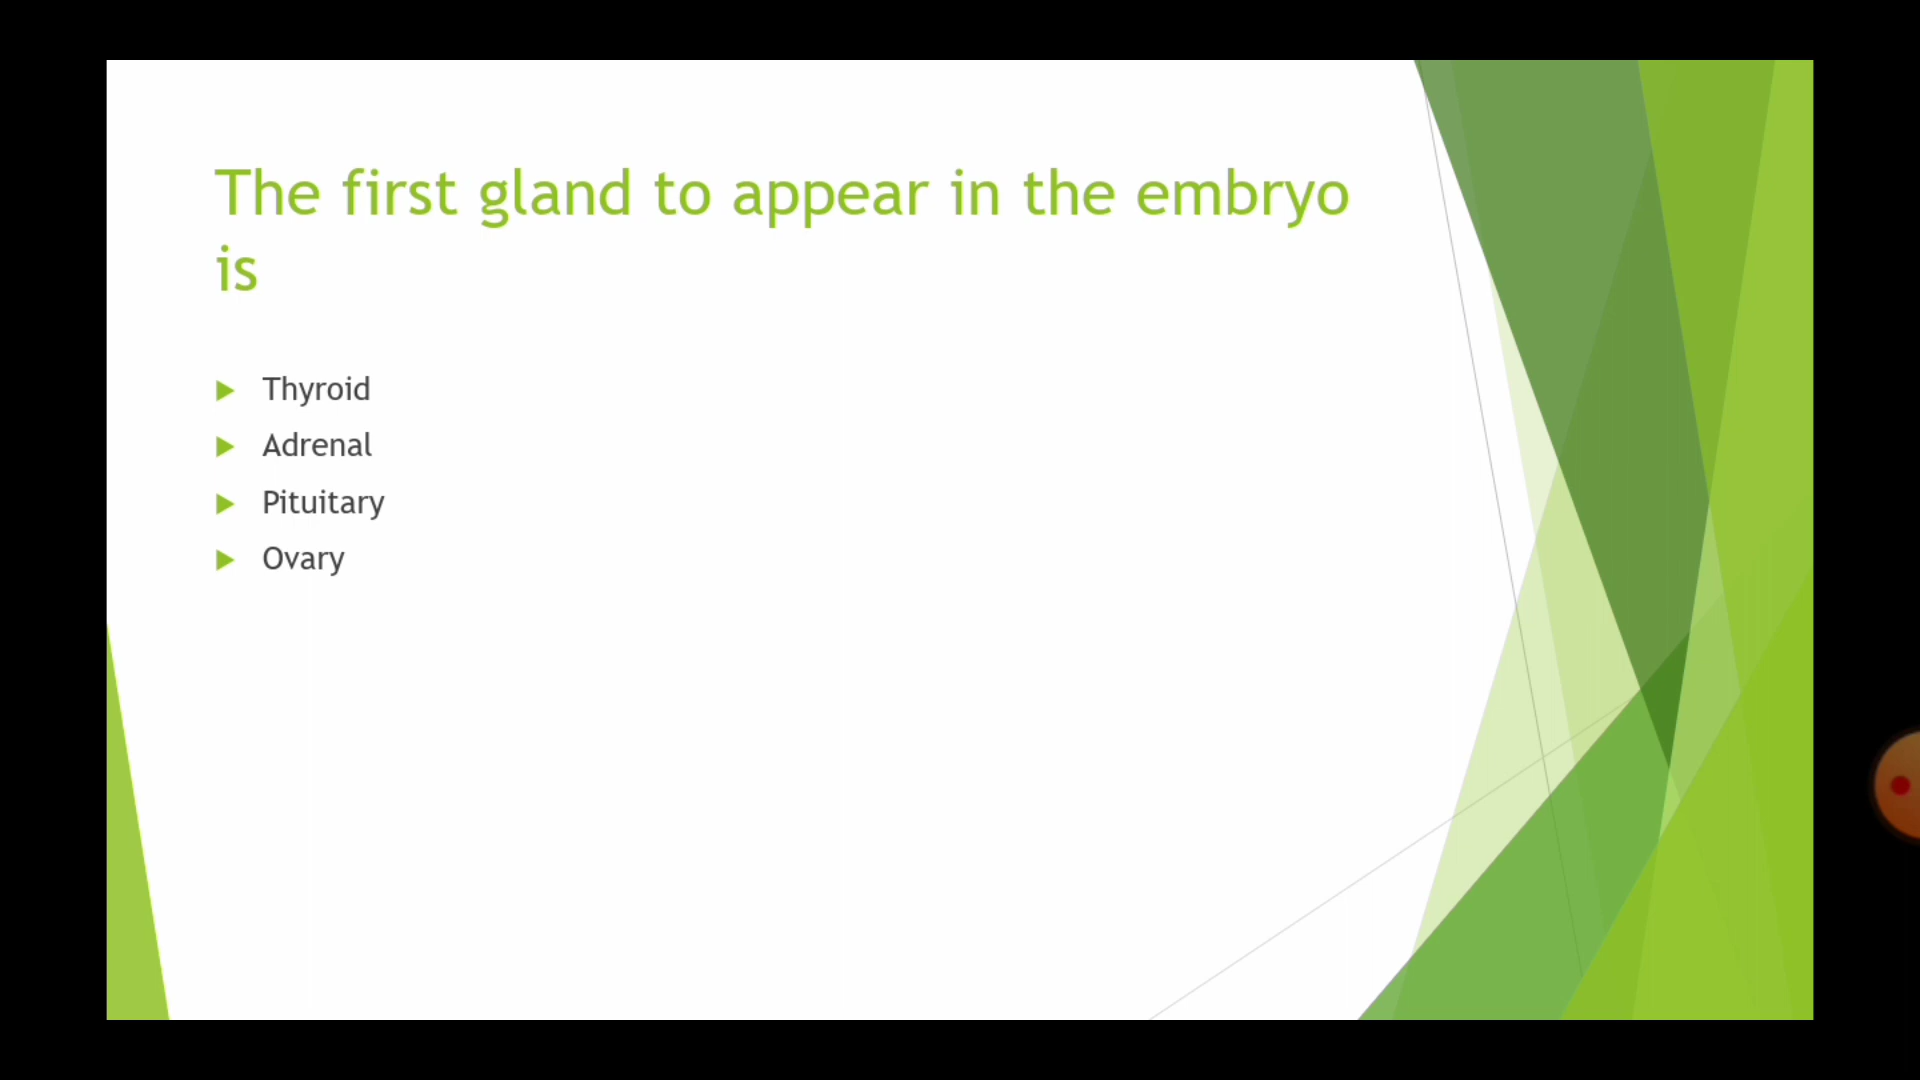 The first gland to appear in the embryo
is
Thyroid
Adrenal
Pituitary
Ovary